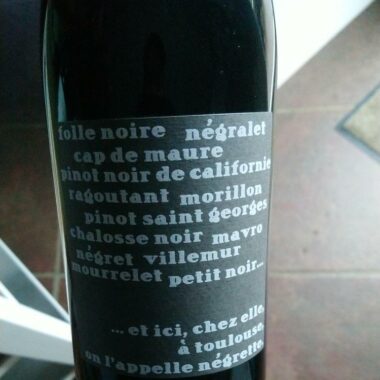 folle noire négralet
cap de maure
pinot noir de californie
ragoutant morillon
pinot saint georges
chalosse noir mavro
négret villemur
mourrelet petit noir...
... et ici, chez elle,
à toulouse,
on l'appelle négrette.